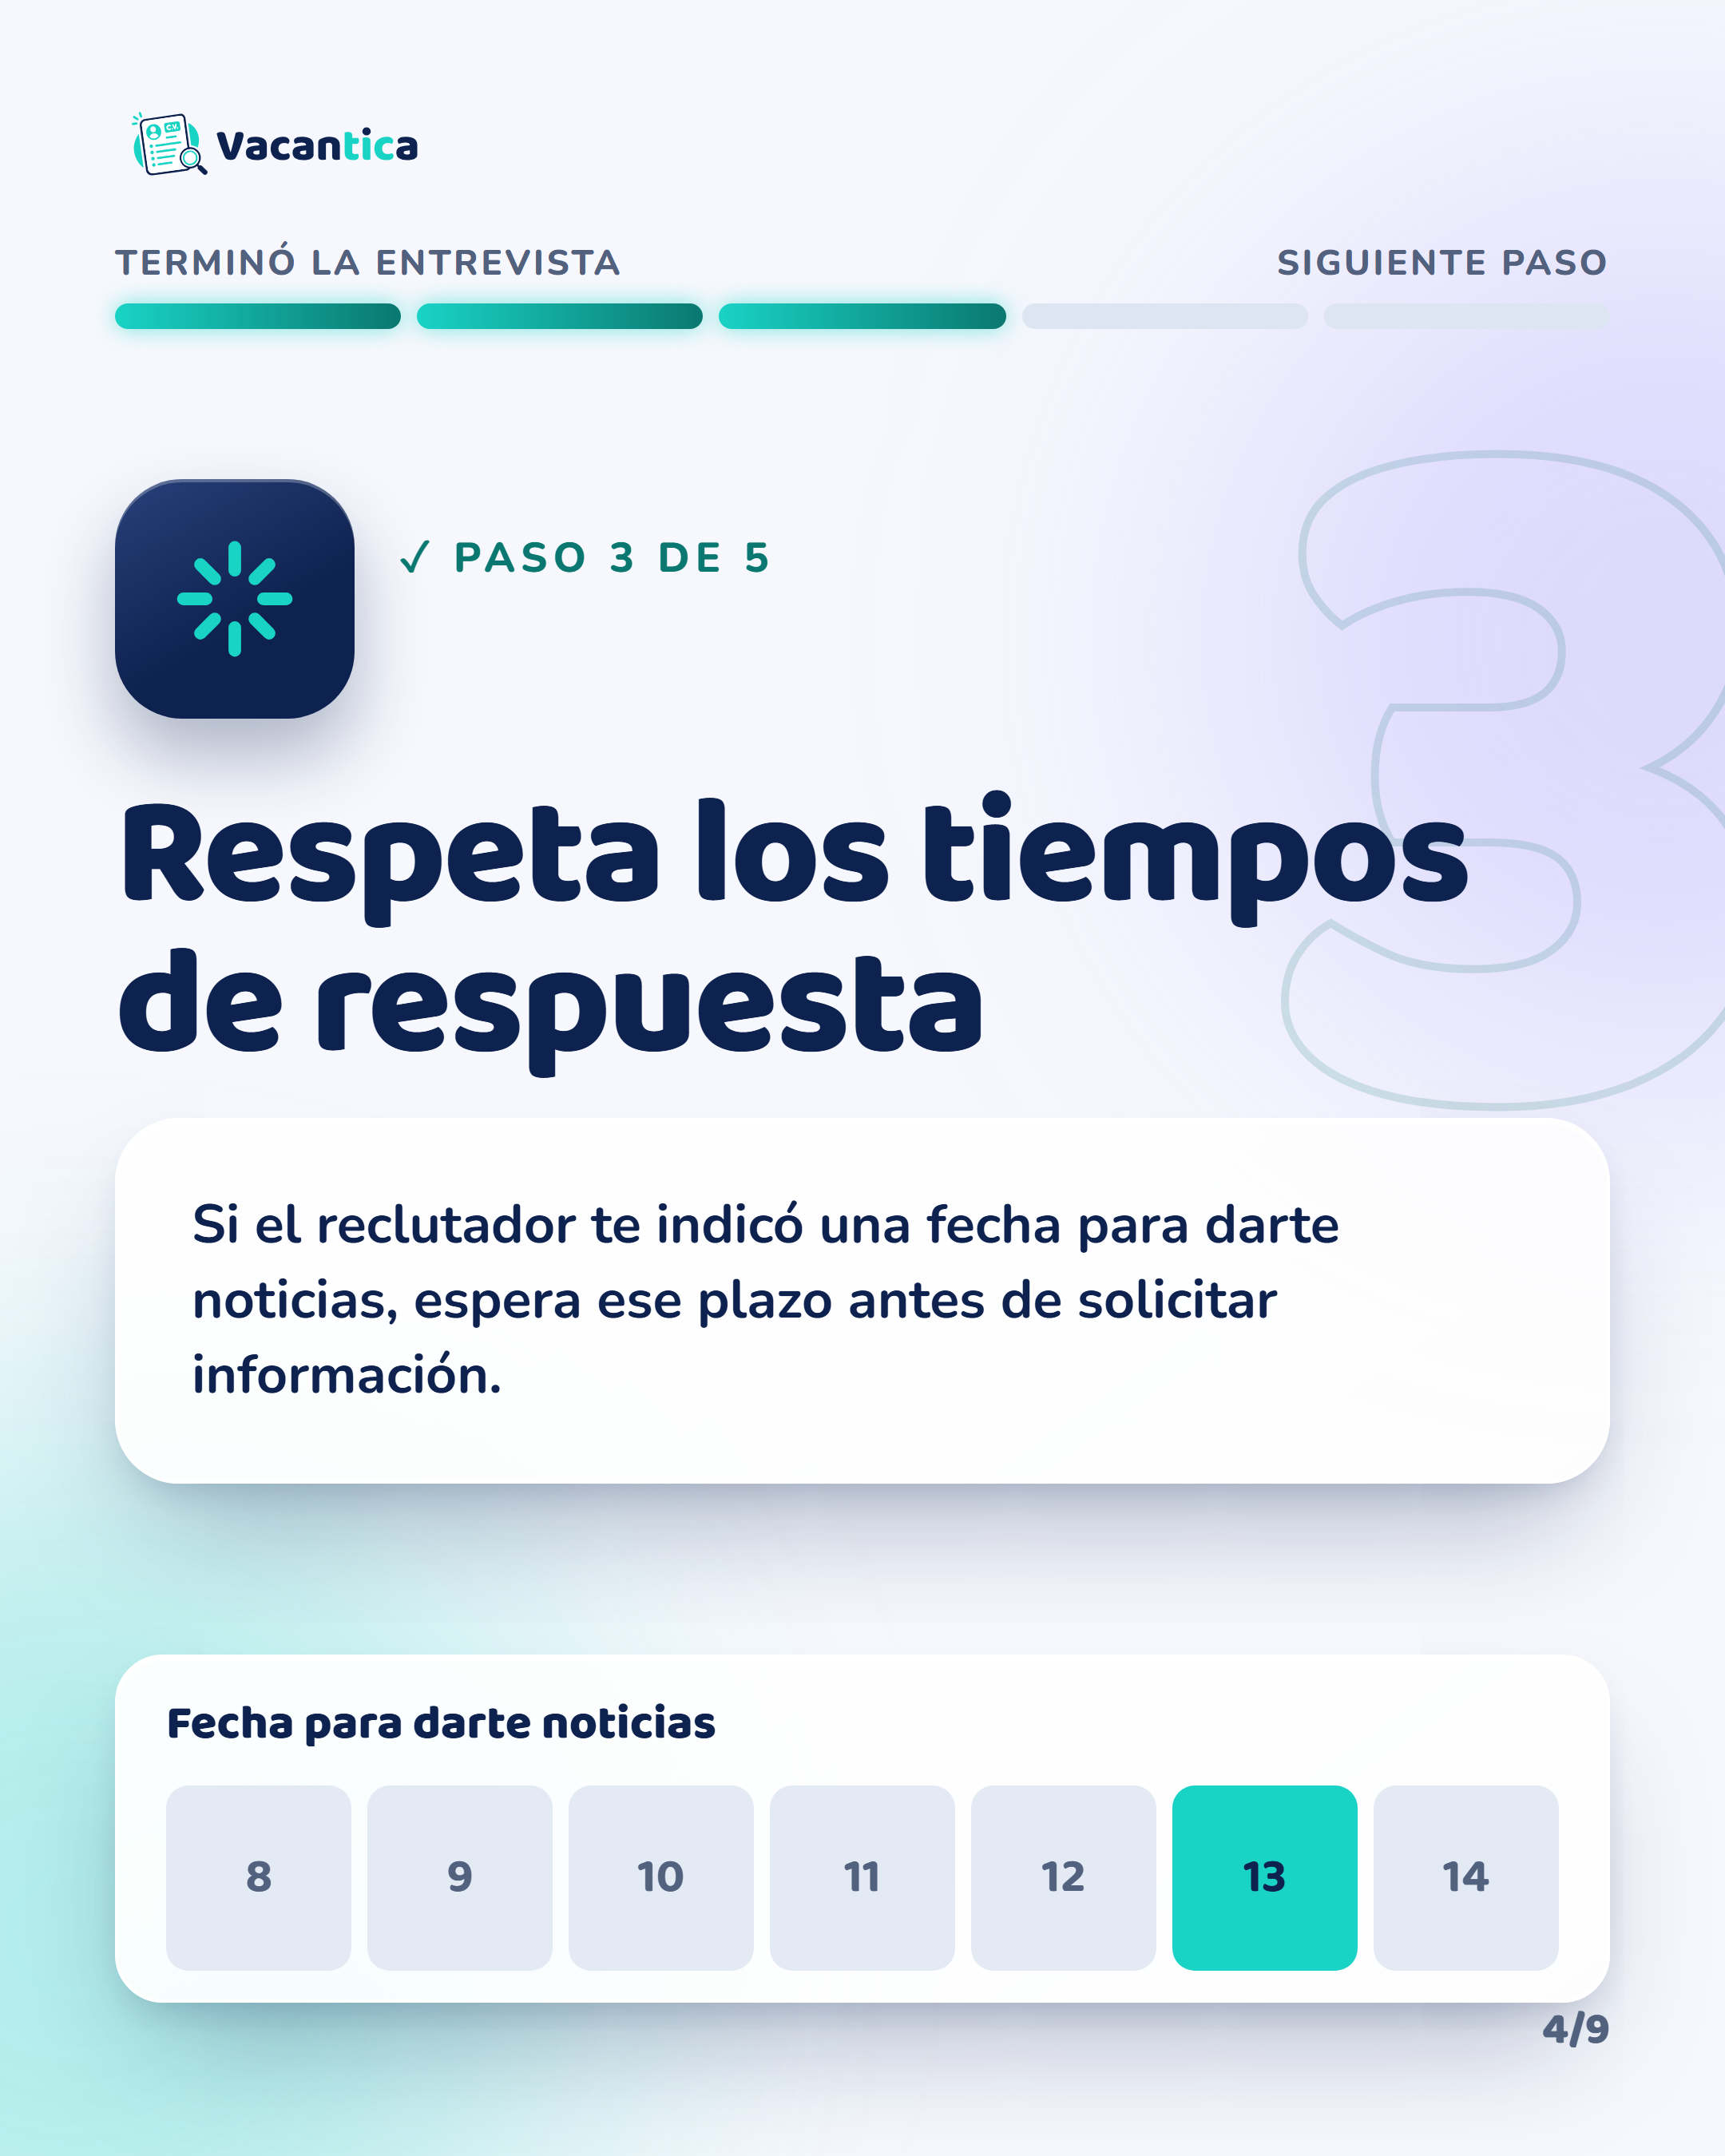 C.V.
Vacantica
TERMINÓ LA ENTREVISTA
SIGUIENTE PASO
✓ PASO 3 DE 5
3
Respeta los tiempos
de respuesta
Si el reclutador te indicó una fecha para darte
noticias, espera ese plazo antes de solicitar
información.
Fecha para darte noticias
8 9 10 11 12 13 14
4/9